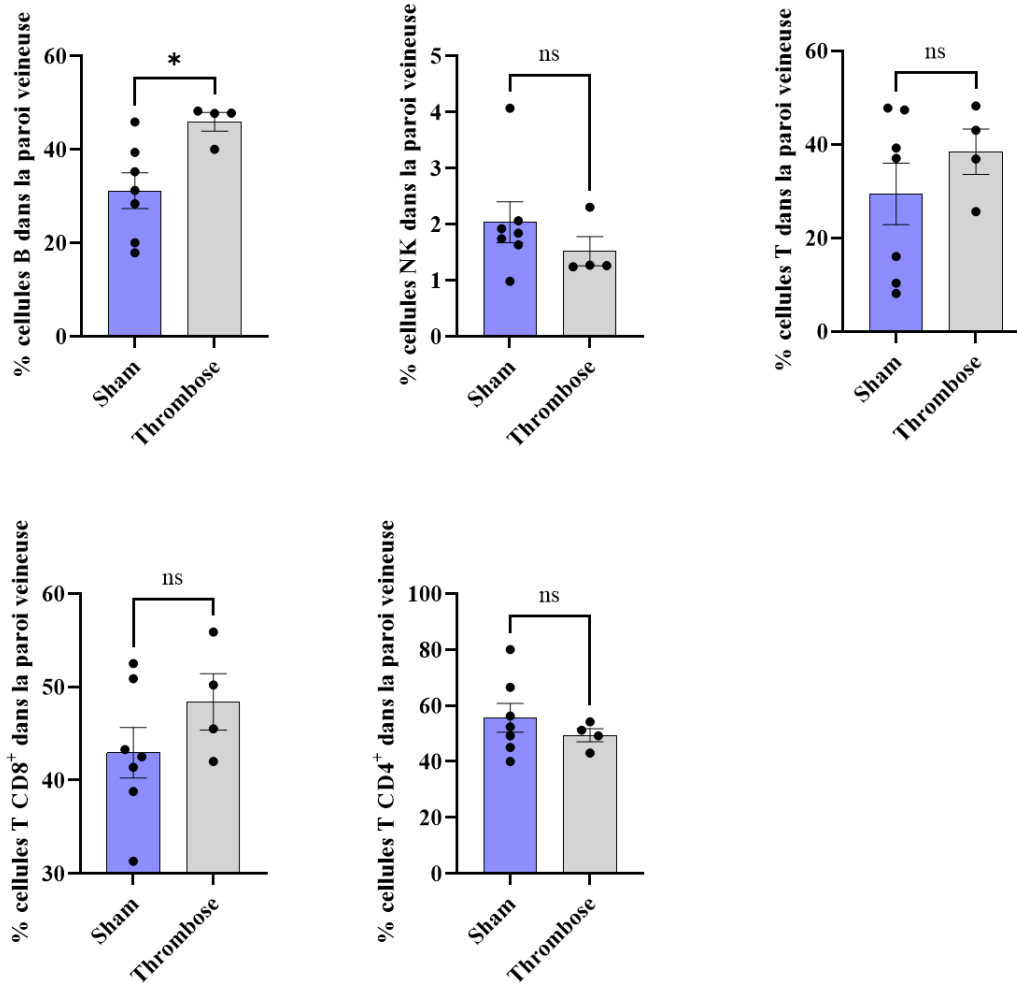 % cellules B dans la paroi veineuse
60
40
20
0
*
Sham
Thrombose
% cellules NK dans la paroi veineuse
5
4
3
2
1
0
ns
Sham
Thrombose
% cellules T dans la paroi veineuse
60
40
20
0
ns
Sham
Thrombose
% cellules T CD8⁺ dans la paroi veineuse
60
50
40
30
ns
Sham
Thrombose
% cellules T CD4⁺ dans la paroi veineuse
100
80
60
40
20
0
ns
Sham
Thrombose